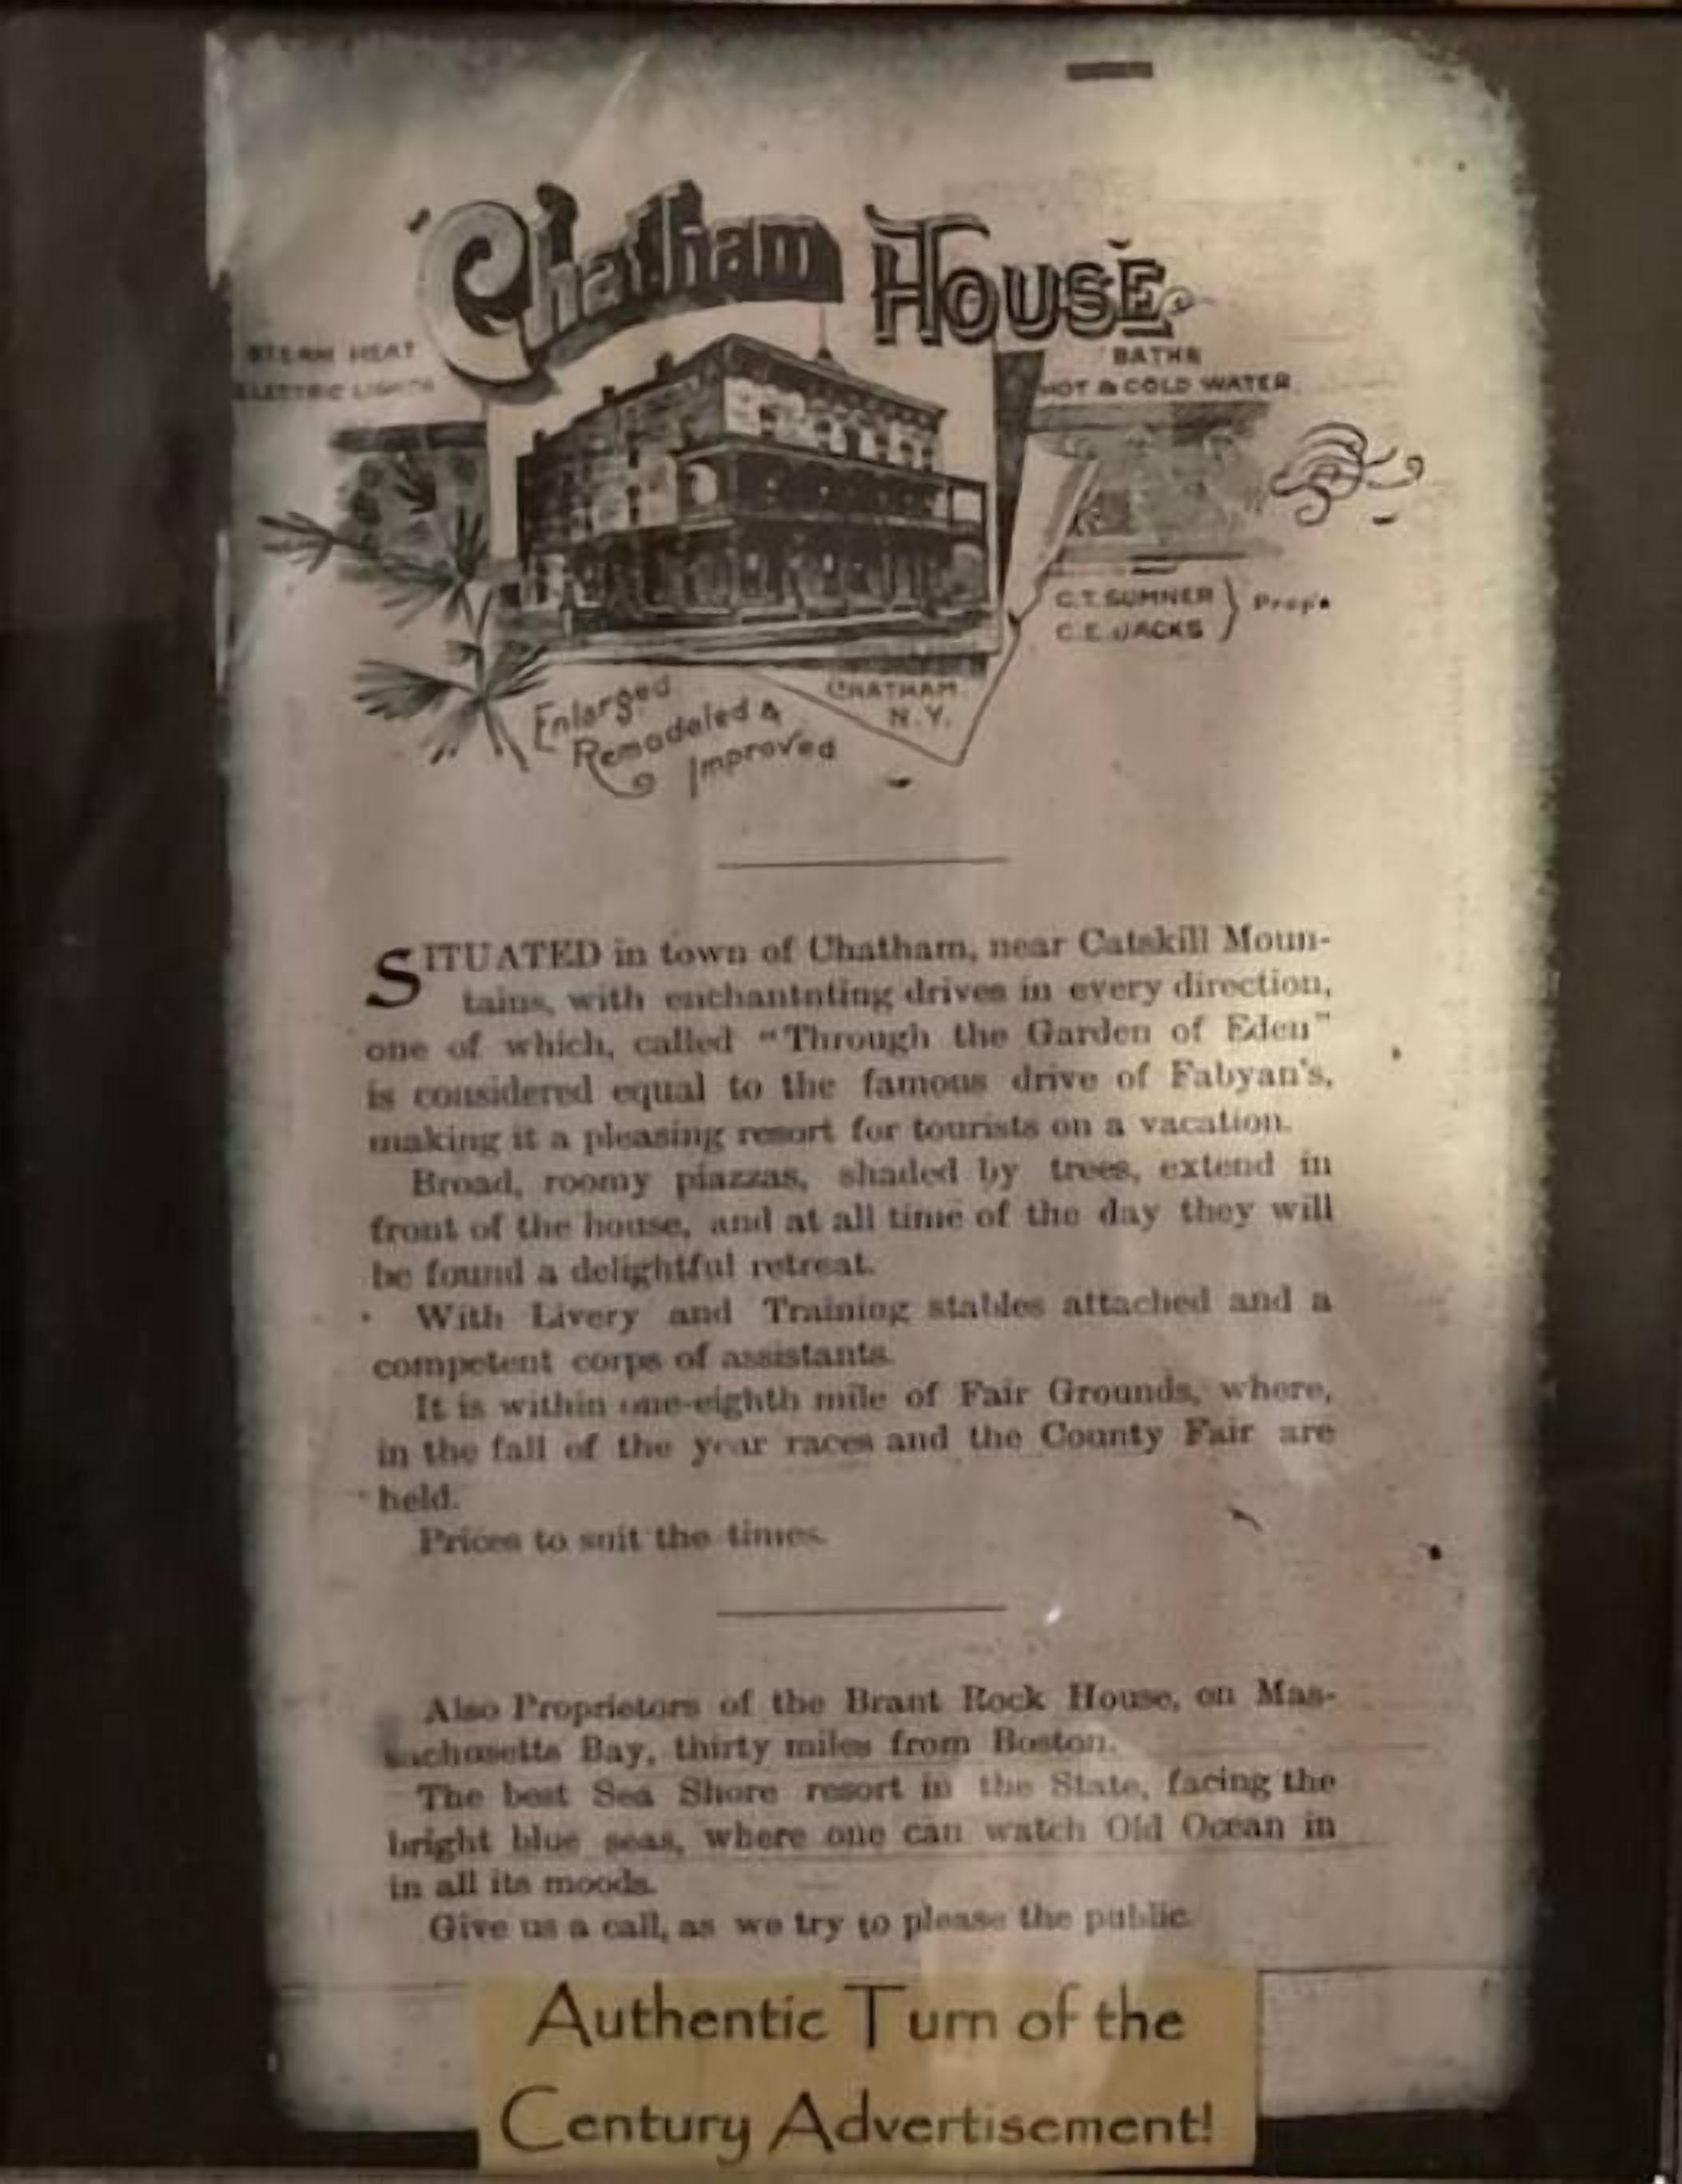 Chatham HOUSE
STEAM HEAT
ELECTRIC LIGHTS
BATHS
HOT & COLD WATER
C.T. SUMNER
C.E. JACKS
Prop's
Enlarged
Remodeled &
Improved
CHATHAM.
N.Y.
SITUATED in town of Chatham, near Catskill Moun-
tains, with enchantnting drives in every direction,
one of which, called "Through the Garden of Eden"
is considered equal to the famous drive of Fabyan's,
making it a pleasing resort for tourists on a vacation.
Broad, roomy piazzas, shaded by trees, extend in
front of the house, and at all time of the day they will
be found a delightful retreat.
With Livery and Training stables attached and a
competent corps of assistants.
It is within one-eighth mile of Fair Grounds, where,
in the fall of the year races and the County Fair are
held.
Prices to suit the times.
Also Proprietors of the Brant Rock House, on Mas-
sachusetts Bay, thirty miles from Boston.
The best Sea Shore resort in the State, facing the
bright blue seas, where one can watch Old Ocean in
in all its moods.
Give us a call, as we try to please the public.
Authentic Turn of the
Century Advertisement!